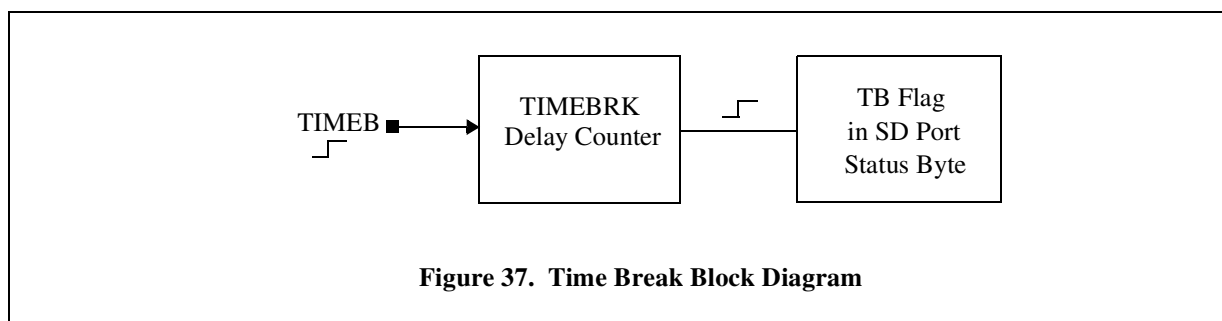 TIMEB
TIMEBRK
Delay Counter
TB Flag
in SD Port
Status Byte
Figure 37. Time Break Block Diagram